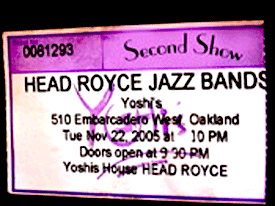 0081293
Second Show
HEAD ROYCE JAZZ BANDS
Yoshi's
510 Embarcadero West, Oakland
Tue Nov 22, 2005 at 10 PM
Doors open at 9:30 PM
Yoshis House HEAD ROYCE